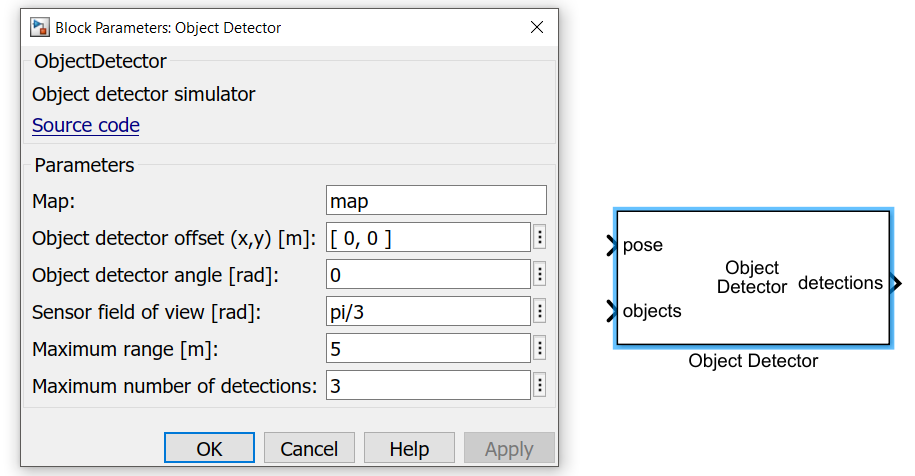 Block Parameters: Object Detector
ObjectDetector
Object detector simulator
Source code
Parameters
Map: map
Object detector offset (x,y) [m]: [ 0, 0 ]
Object detector angle [rad]: 0
Sensor field of view [rad]: pi/3
Maximum range [m]: 5
Maximum number of detections: 3
OK Cancel Help Apply
pose
objects
Object
Detector
detections
Object Detector